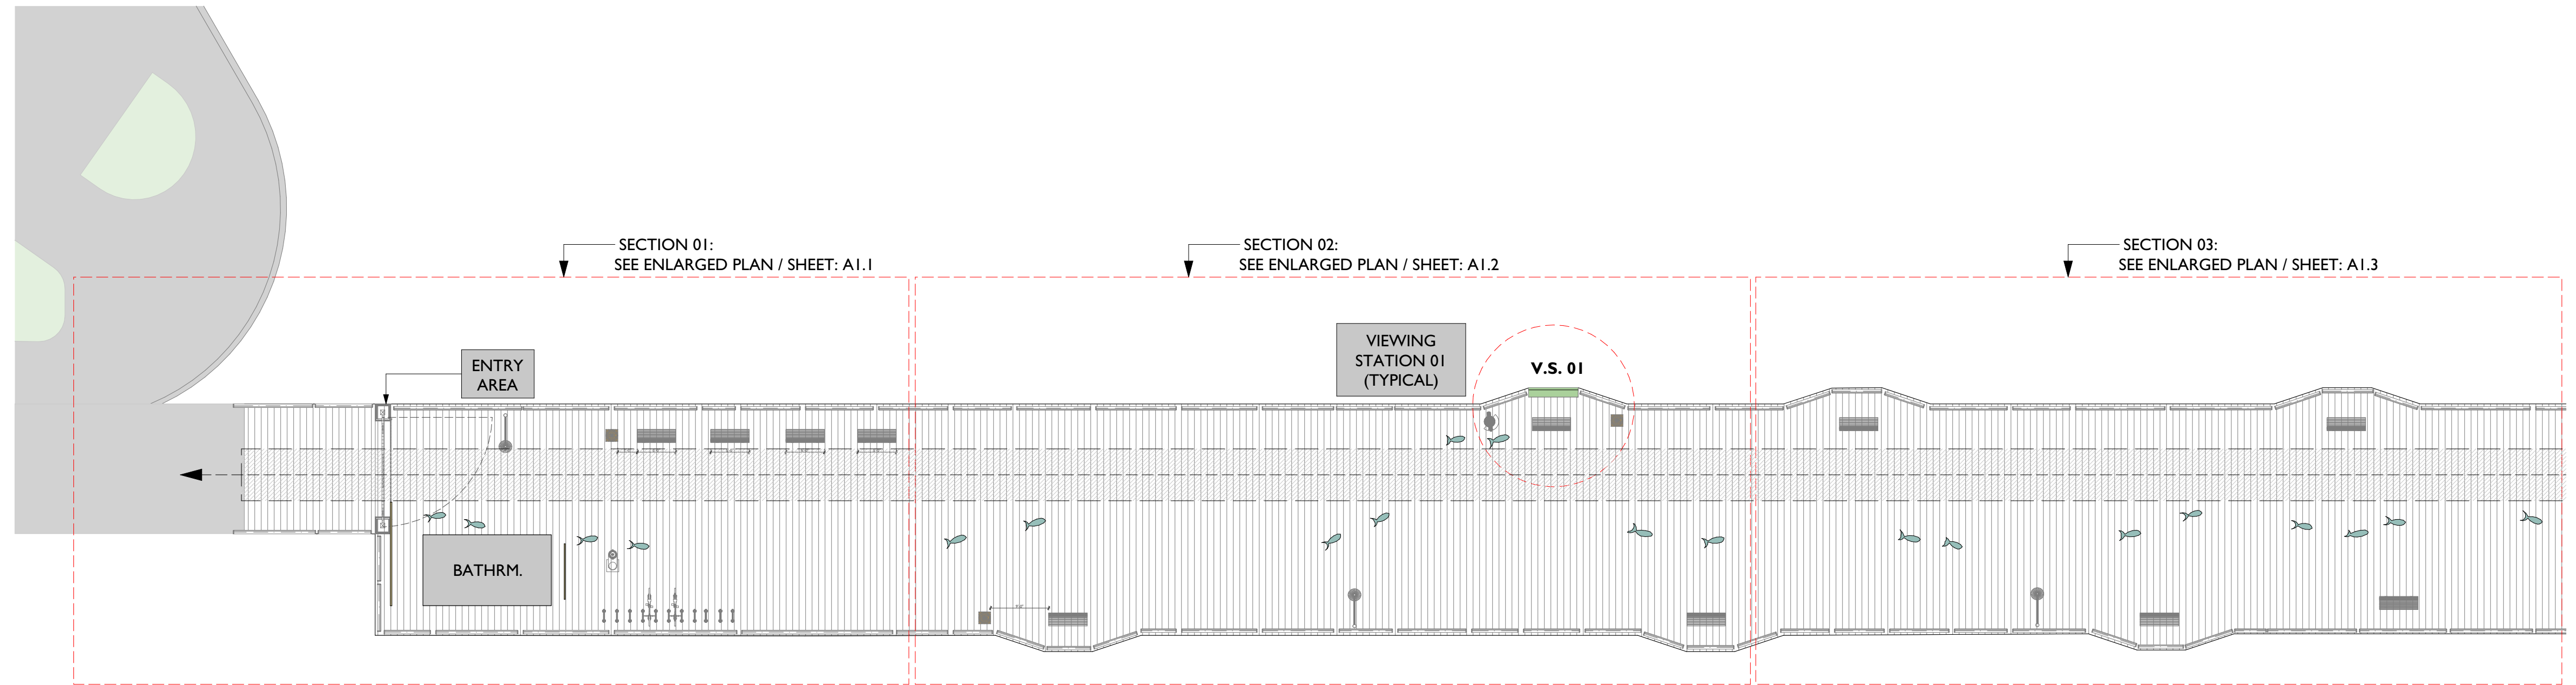 SECTION 01:
SEE ENLARGED PLAN / SHEET: A1.1
SECTION 02:
SEE ENLARGED PLAN / SHEET: A1.2
SECTION 03:
SEE ENLARGED PLAN / SHEET: A1.3
ENTRY
AREA
VIEWING
STATION 01
(TYPICAL)
V.S. 01
BATHRM.